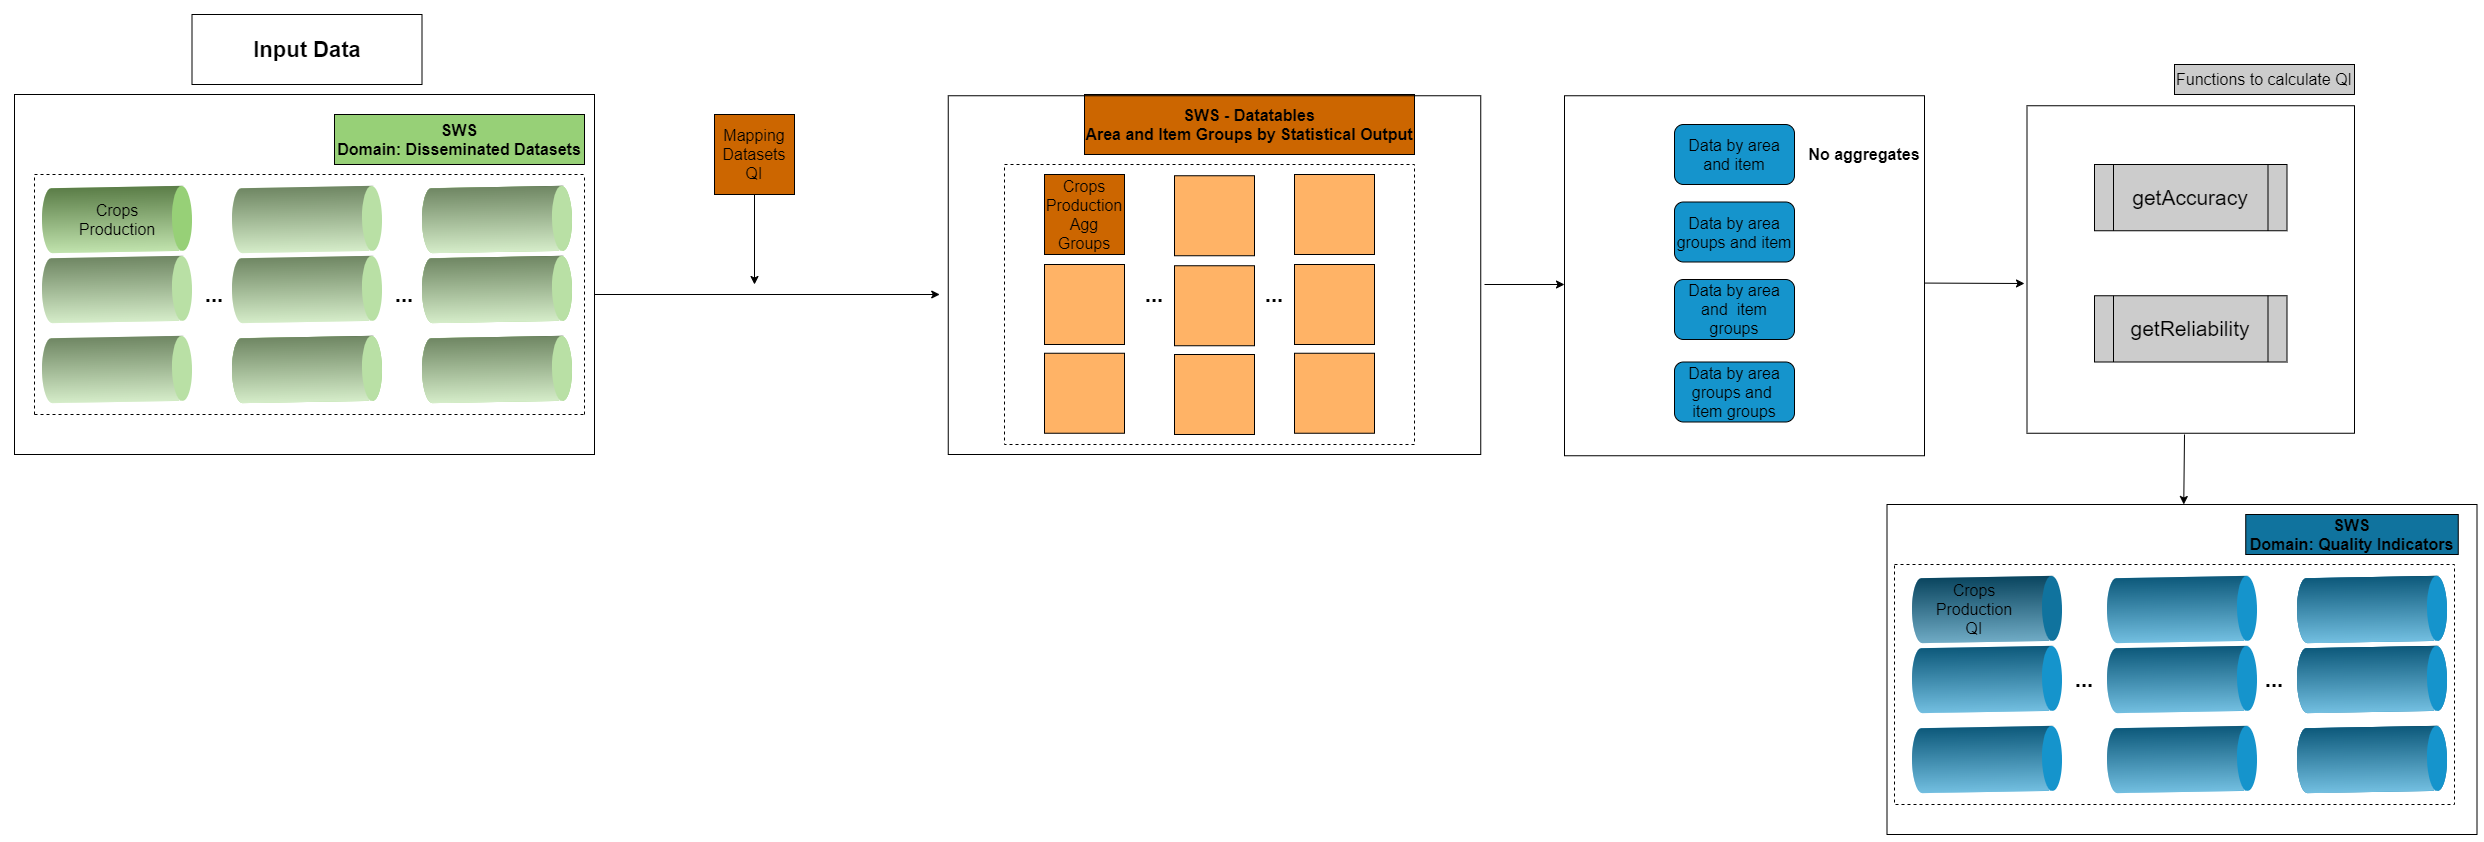 Input Data
SWS
Domain: Disseminated Datasets
Crops
Production
...
...
Mapping
Datasets
QI
SWS - Datatables
Area and Item Groups by Statistical Output
Crops
Production
Agg
Groups
...
...
Data by area
and item
No aggregates
Data by area
groups and item
Data by area
and item
groups
Data by area
groups and
item groups
Functions to calculate QI
getAccuracy
getReliability
SWS
Domain: Quality Indicators
Crops
Production
QI
...
...